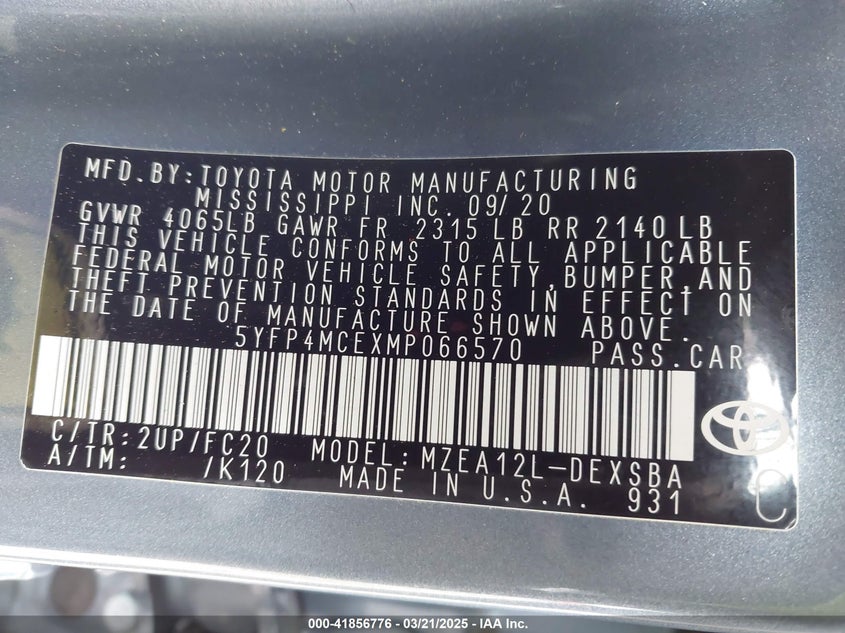 MFD.BY:TOYOTA MOTOR MANUFACTURING
MISSISSIPPI INC. 09/20
GVWR 4065LB GAWR FR 2315 LB RR 2140 LB
THIS VEHICLE CONFORMS TO ALL APPLICABLE
FEDERAL MOTOR VEHICLE SAFETY, BUMPER, AND
THEFT PREVENTION STANDARDS IN EFFECT ON
THE DATE OF MANUFACTURE SHOWN ABOVE.
5YFP4MCEXMP066570 PASS.CAR
C/TR:2UP/FC20 MODEL:MZEA12L-DEXSBA
A/TM: /K120 MADE IN U.S.A. 931
C
000-41856776 - 03/21/2025 - IAA Inc.